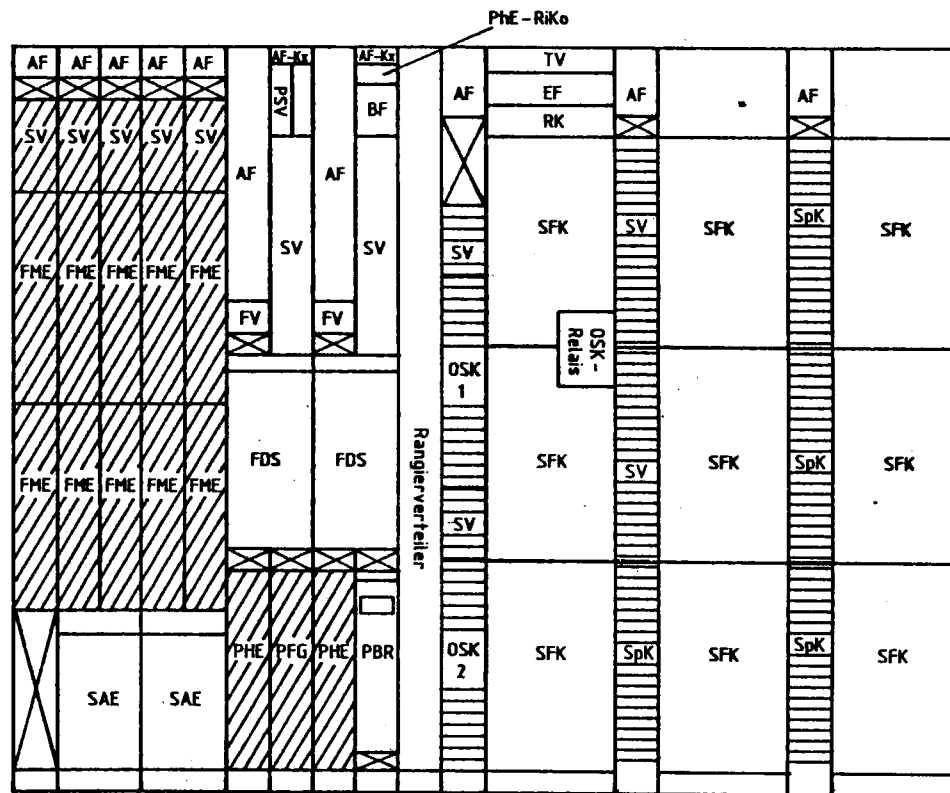 PhE-RiKo
AF AF AF AF AF AF-Kx AF-Kx TV
PSV BF AF EF AF AF
RK
SV SV SV SV SV
AF AF
SV SV SFK SV SFK SpK SFK
SV
FME FME FME FME FME
FV FV
OSK-
Relais
OSK
1
FDS FDS SFK SV SFK SpK SFK
FME FME FME FME FME
Rangierverteiler
SV
PHE PFG PHE PBR OSK
2
SFK SpK SFK SpK SFK
SAE SAE